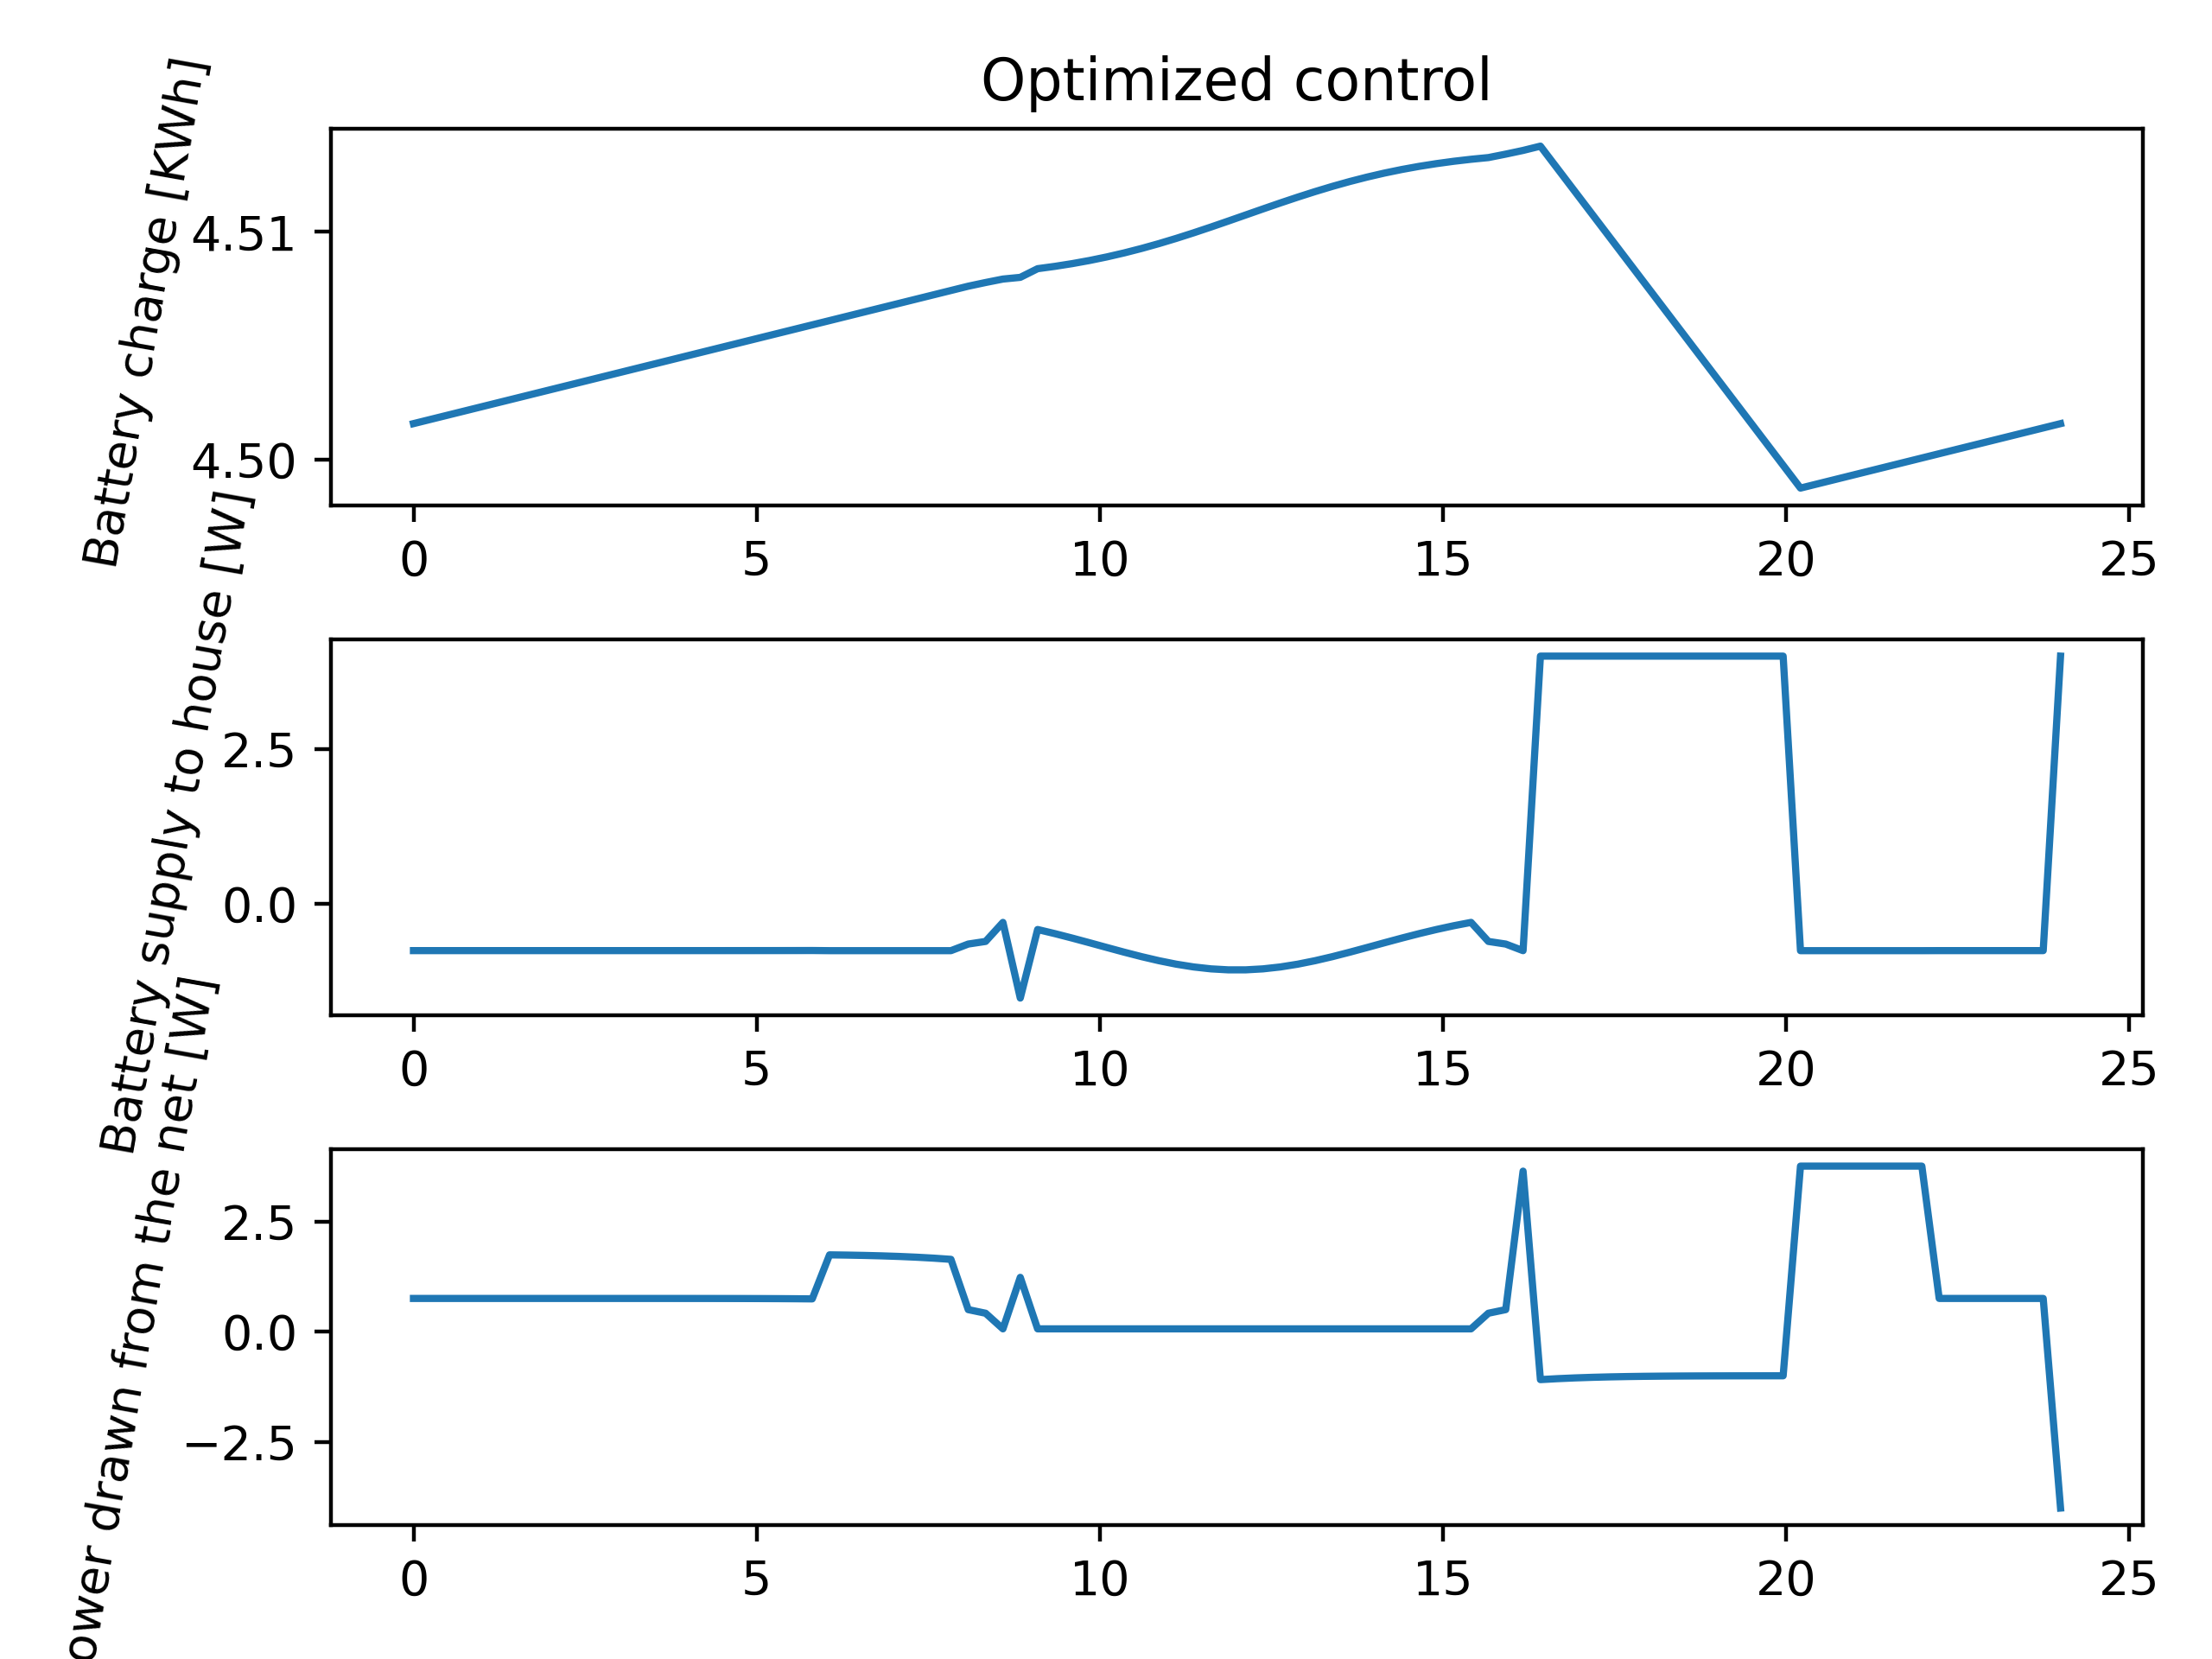 Optimized control
Battery charge [KWh]
4.51
4.50
0 5 10 15 20 25
Battery supply to house [W]
2.5
0.0
0 5 10 15 20 25
drawn from the net [W]
2.5
0.0
−2.5
0 5 10 15 20 25